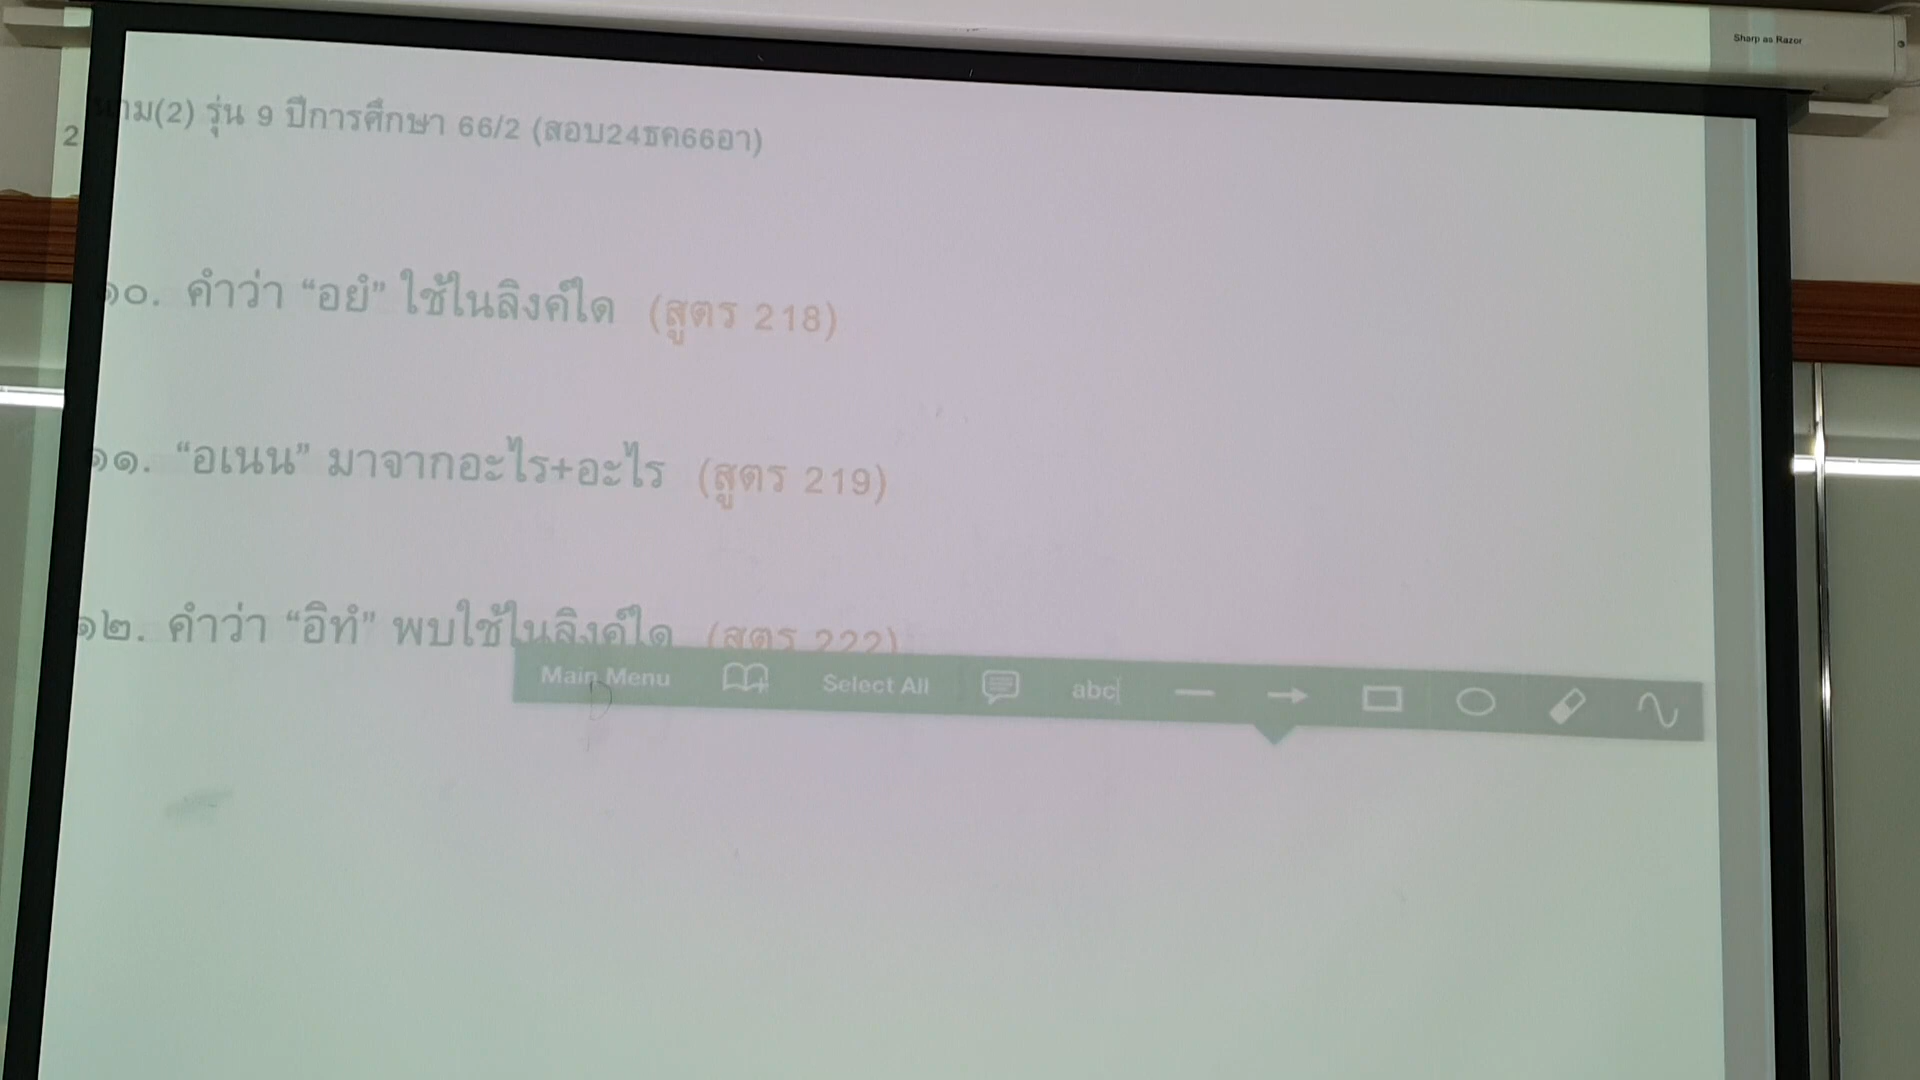 Sharp as Razor
นาม(2) รุ่น 9 ปีการศึกษา 66/2 (สอบ24ธค66อา)
2
๑๐. คำว่า “อยํ” ใช้ในลิงค์ใด (สูตร 218)
๑๑. “อเนน” มาจากอะไร+อะไร (สูตร 219)
๑๒. คำว่า “อิทํ” พบใช้ในลิงค์ใด (สูตร 222)
Main Menu Select All abc